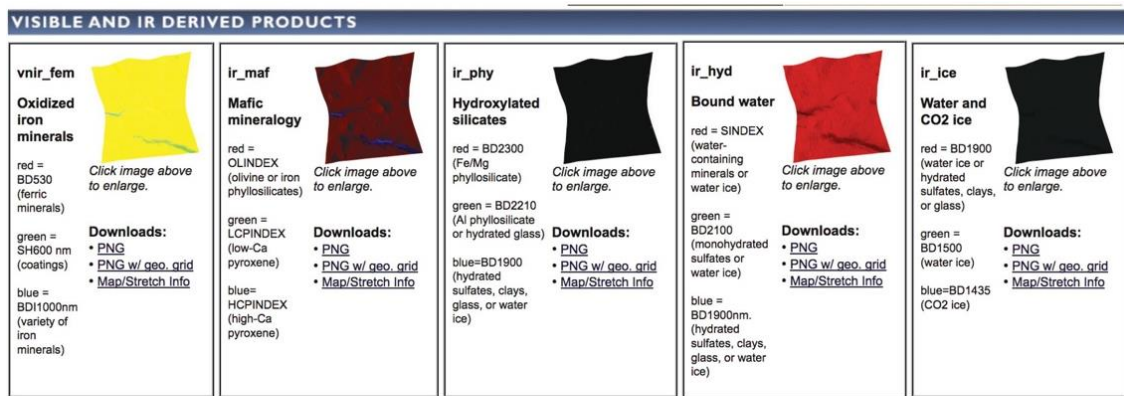 VISIBLE AND IR DERIVED PRODUCTS
vnir_fem
Oxidized
iron
minerals
red =
BD530
(ferric
minerals)
green =
SH600 nm
(coatings)
blue =
BDI1000nm
(variety of
iron
minerals)
Click image above
to enlarge.
Downloads:
• PNG
• PNG w/ geo. grid
• Map/Stretch Info
ir_maf
Mafic
mineralogy
red =
OLINDEX
(olivine or iron
phyllosilicates)
green =
LCPINDEX
(low-Ca
pyroxene)
blue=
HCPINDEX
(high-Ca
pyroxene)
Click image above
to enlarge.
Downloads:
• PNG
• PNG w/ geo. grid
• Map/Stretch Info
ir_phy
Hydroxylated
silicates
red = BD2300
(Fe/Mg
phyllosilicate)
green = BD2210
(Al phyllosilicate
or hydrated glass)
blue=BD1900
(hydrated
sulfates, clays,
glass, or water
ice)
Click image above
to enlarge.
Downloads:
• PNG
• PNG w/ geo. grid
• Map/Stretch Info
ir_hyd
Bound water
red = SINDEX
(water-
containing
minerals or
water ice)
green =
BD2100
(monohydrated
sulfates or
water ice)
blue =
BD1900nm.
(hydrated
sulfates, clays,
glass, or water
ice)
Click image above
to enlarge.
Downloads:
• PNG
• PNG w/ geo. grid
• Map/Stretch Info
ir_ice
Water and
CO2 ice
red = BD1900
(water ice or
hydrated
sulfates, clays,
or glass)
green =
BD1500
(water ice)
blue=BD1435
(CO2 ice)
Click image above
to enlarge.
Downloads:
• PNG
• PNG w/ geo. grid
• Map/Stretch Info